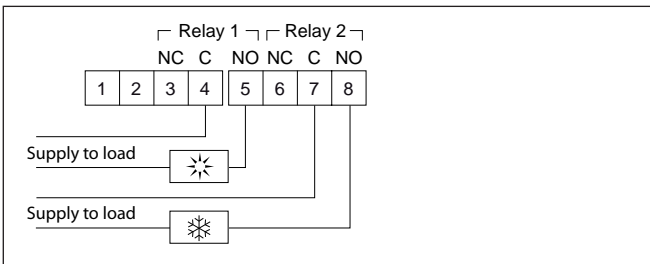 Relay 1 Relay 2
NC C NO NC C NO
1 2 3 4 5 6 7 8
Supply to load
Supply to load